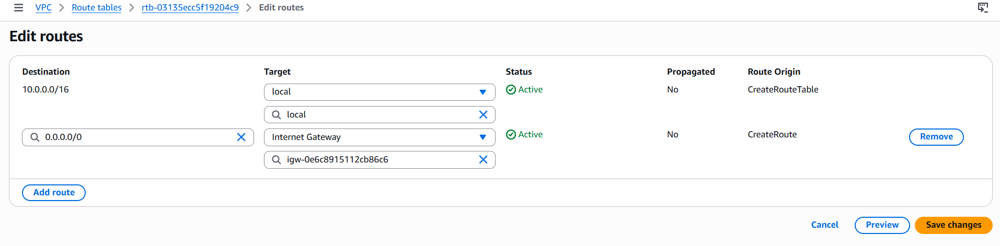 VPC > Route tables > rtb-03135ecc5f19204c9 > Edit routes
Edit routes
Destination Target Status Propagated Route Origin
10.0.0.0/16 local Active No CreateRouteTable
local
0.0.0.0/0 Internet Gateway Active No CreateRoute Remove
igw-0e6c8915112cb86c6
Add route
Cancel Preview Save changes